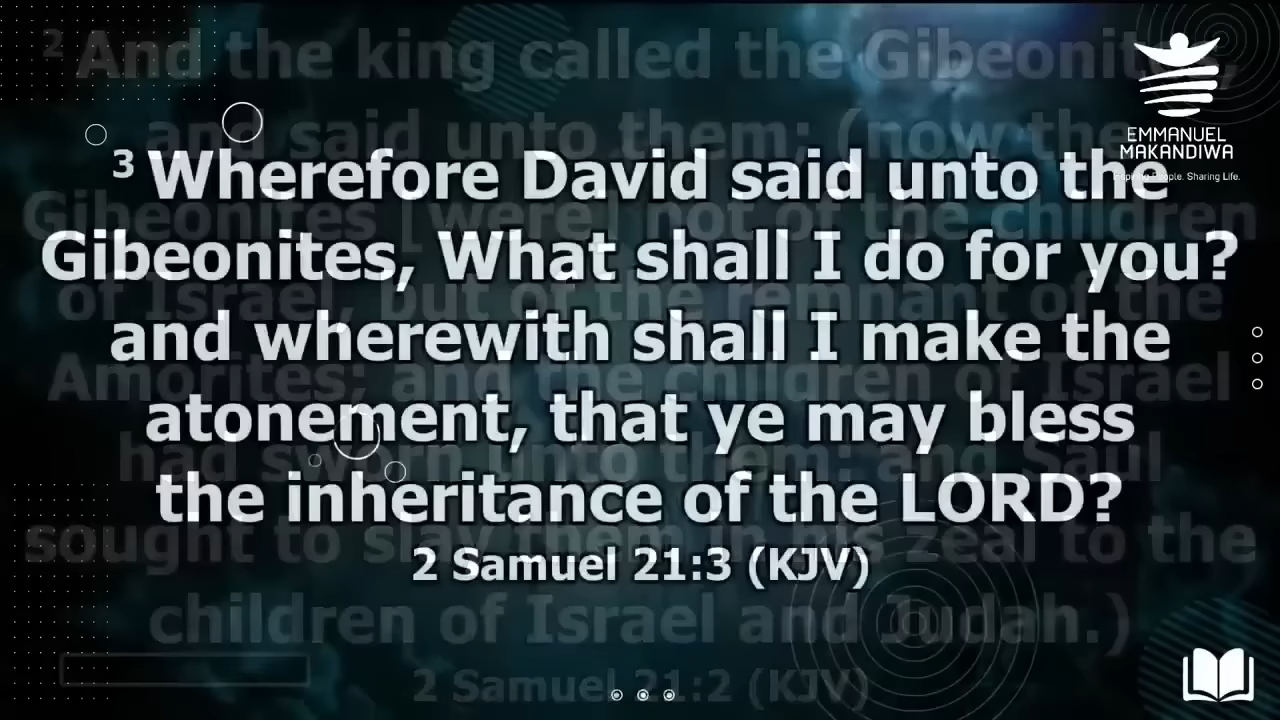 2 And the king called the Gibeonites,
and said unto them; (now the
Gibeonites [were] not of the children
of Israel, but of the remnant of the
Amorites; and the children of Israel
had sworn unto them: and Saul
sought to slay them in his zeal to the
children of Israel and Judah.)
2 Samuel 21:2 (KJV)
3 Wherefore David said unto the
Gibeonites, What shall I do for you?
and wherewith shall I make the
atonement, that ye may bless
the inheritance of the LORD?
2 Samuel 21:3 (KJV)
EMMANUEL
MAKANDIWA
Inspiring People. Sharing Life.